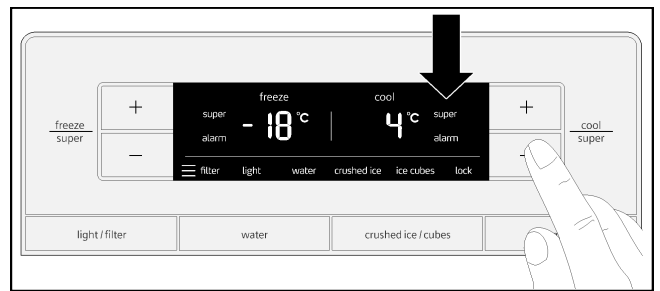 freeze cool
super - 18 °C 4 °C super
alarm alarm
filter light water crushed ice ice cubes lock
+ +
freeze
super
cool
super
−
light / filter water crushed ice / cubes